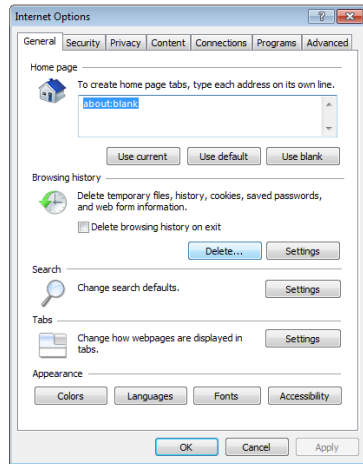 Internet Options
General Security Privacy Content Connections Programs Advanced
Home page
To create home page tabs, type each address on its own line.
about:blank
Use current Use default Use blank
Browsing history
Delete temporary files, history, cookies, saved passwords,
and web form information.
Delete browsing history on exit
Delete... Settings
Search
Change search defaults. Settings
Tabs
Change how webpages are displayed in
tabs.
Settings
Appearance
Colors Languages Fonts Accessibility
OK Cancel Apply